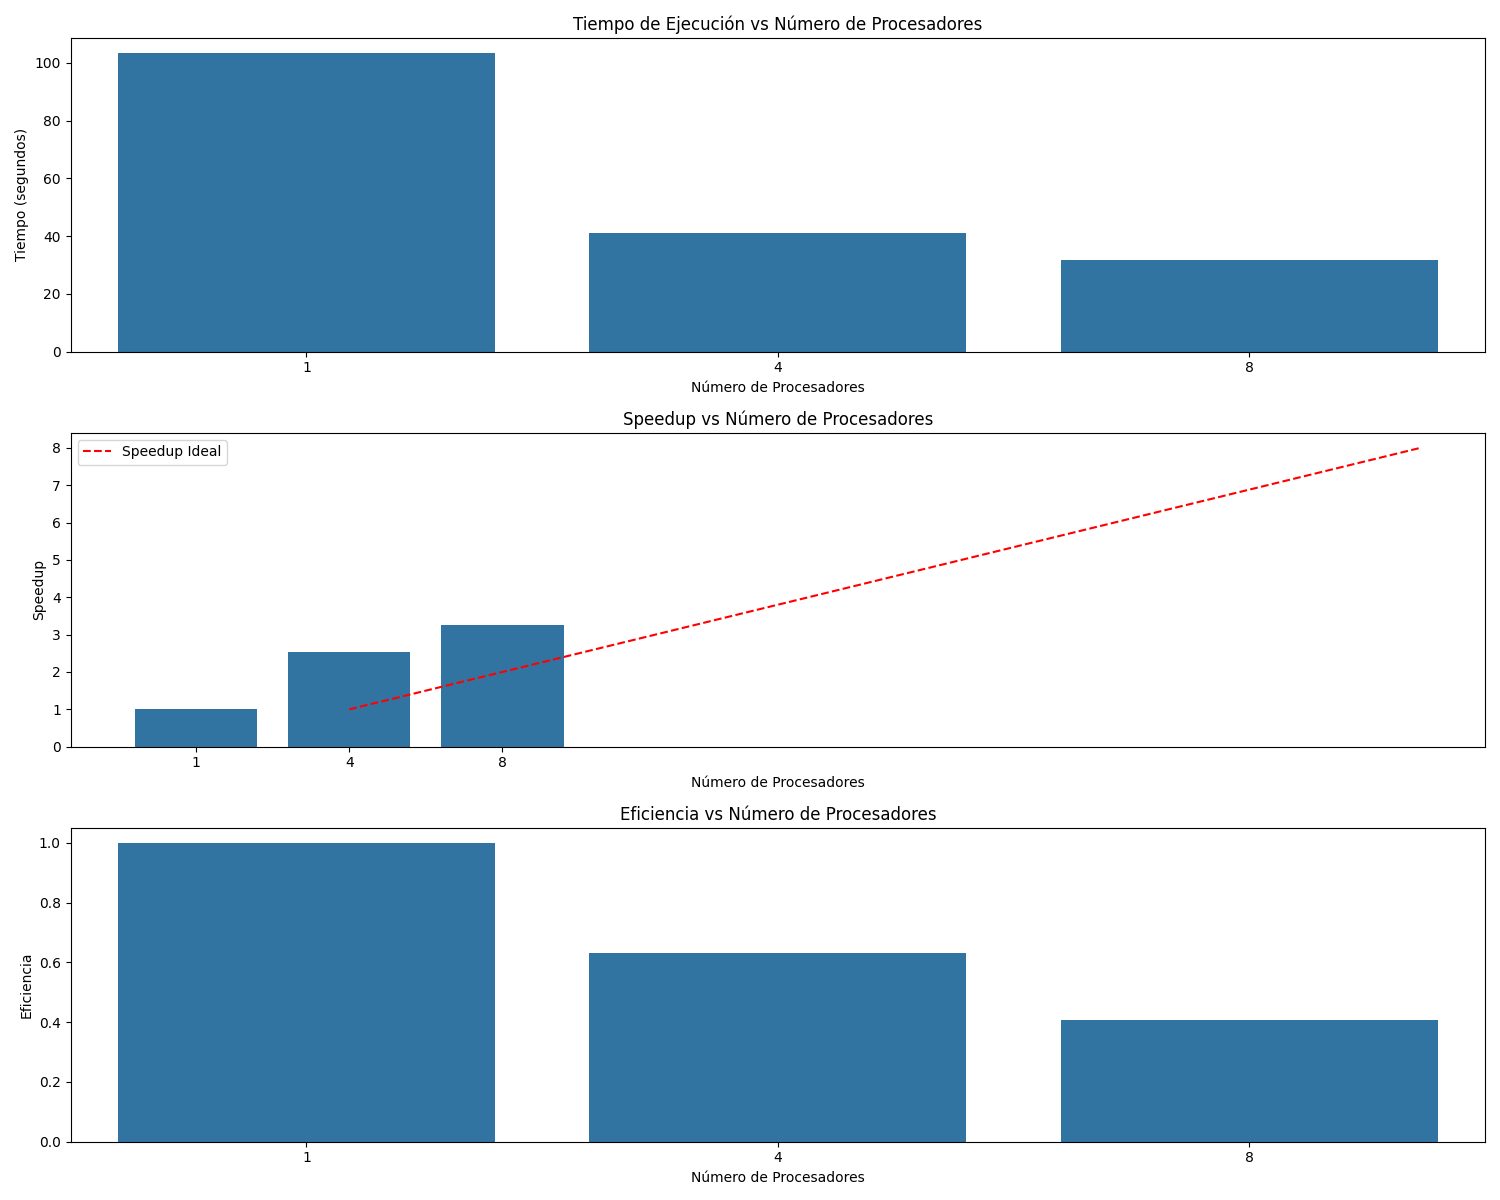 Tiempo de Ejecución vs Número de Procesadores
Tiempo (segundos)
100
80
60
40
20
0
1 4 8
Número de Procesadores
Speedup vs Número de Procesadores
Speedup Ideal
Speedup
8
7
6
5
4
3
2
1
0
1 4 8
Número de Procesadores
Eficiencia vs Número de Procesadores
Eficiencia
1.0
0.8
0.6
0.4
0.2
0.0
1 4 8
Número de Procesadores